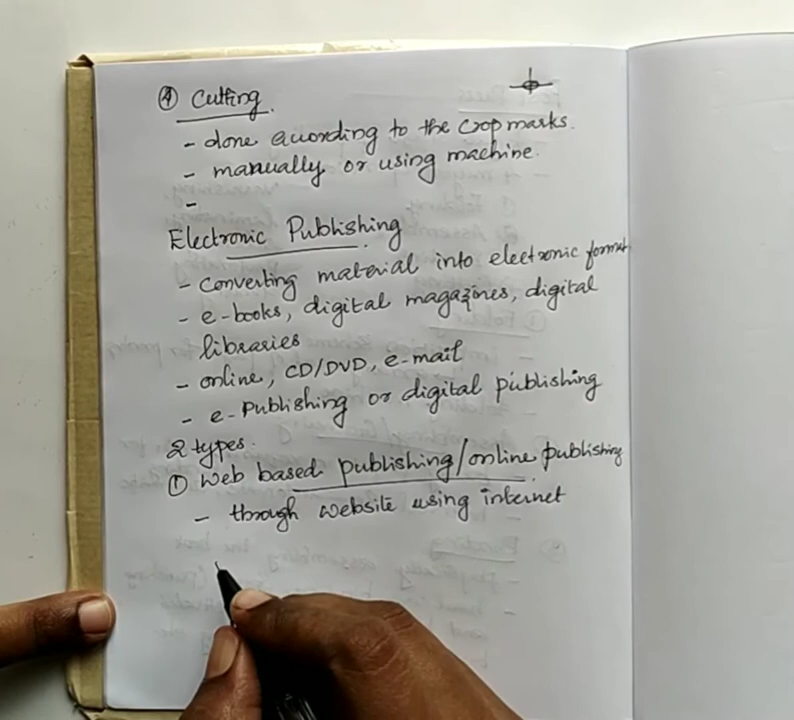 ④ Cutting.
- done according to the crop marks.
- manually or using machine.
-
Electronic Publishing.
- Converting material into electronic format
- e-books, digital magazines, digital
libraries
- online, CD/DVD, e-mail
- e-Publishing or digital publishing
2 types.
① Web based publishing/online publishing.
- through website using internet